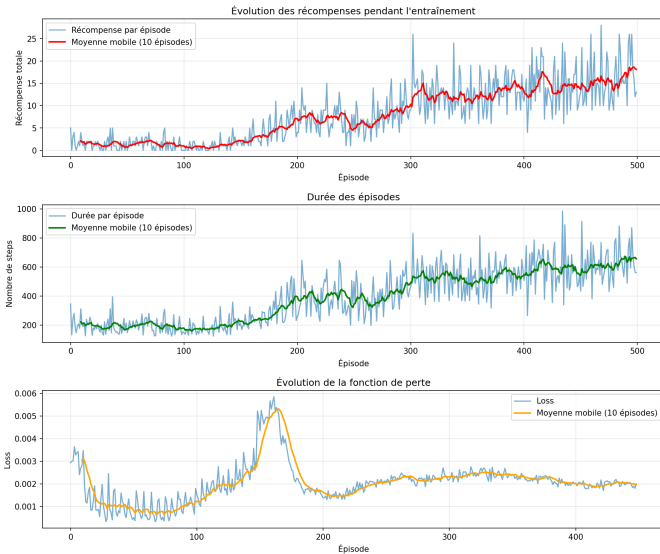 Évolution des récompenses pendant l'entraînement
Récompense par épisode
Moyenne mobile (10 épisodes)
Récompense totale
25
20
15
10
5
0
0
100
200
300
400
500
Épisode
Durée des épisodes
Durée par épisode
Moyenne mobile (10 épisodes)
Nombre de steps
1000
800
600
400
200
0
100
200
300
400
500
Épisode
Évolution de la fonction de perte
Loss
Moyenne mobile (10 épisodes)
Loss
0.006
0.005
0.004
0.003
0.002
0.001
0
100
200
300
400
Épisode